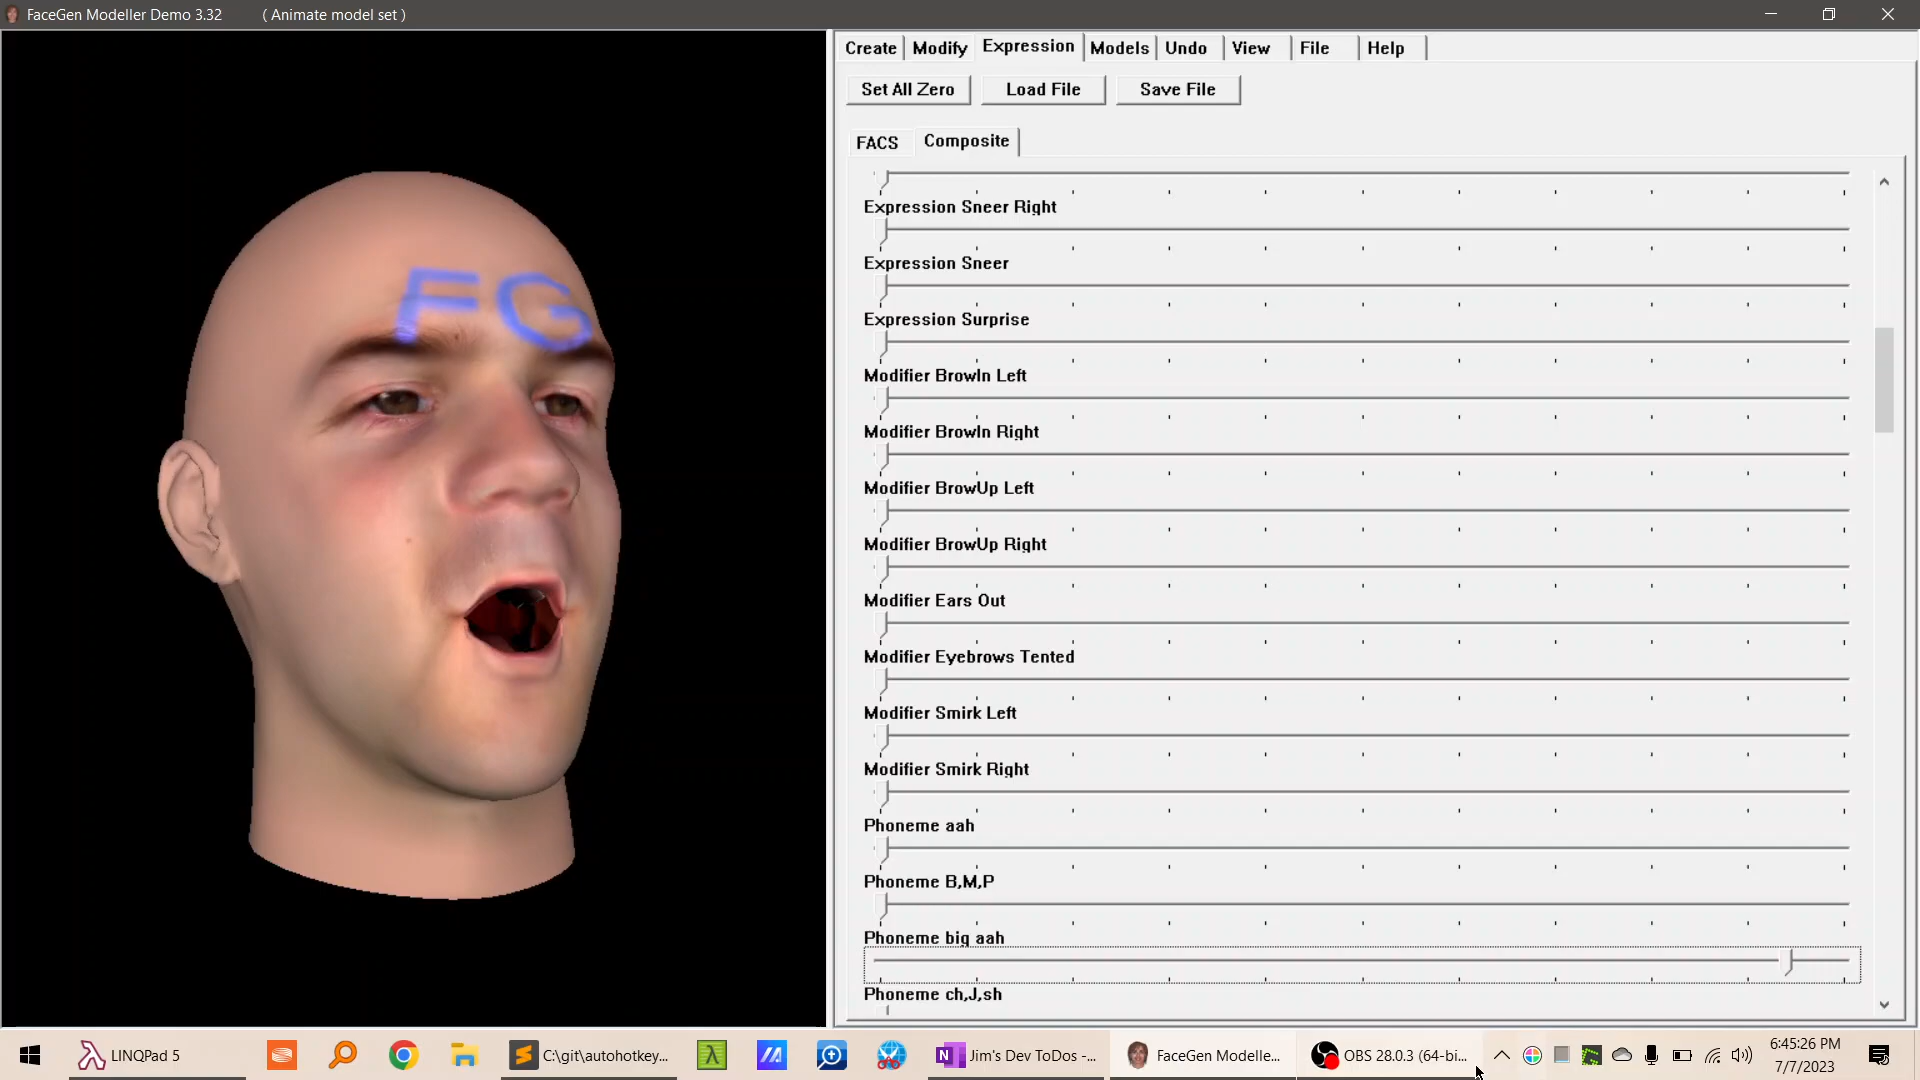 FaceGen Modeller Demo 3.32 ( Animate model set )
Create Modify Expression Models Undo View File Help
Set All Zero Load File Save File
FACS Composite
Expression Sneer Right
Expression Sneer
Expression Surprise
Modifier BrowIn Left
Modifier BrowIn Right
Modifier BrowUp Left
Modifier BrowUp Right
Modifier Ears Out
Modifier Eyebrows Tented
Modifier Smirk Left
Modifier Smirk Right
Phoneme aah
Phoneme B,M,P
Phoneme big aah
Phoneme ch,J,sh
FG
LINQPad 5 C:\git\autohotkey... Jim's Dev ToDos -... FaceGen Modelle... OBS 28.0.3 (64-bi... 6:45:26 PM
7/7/2023